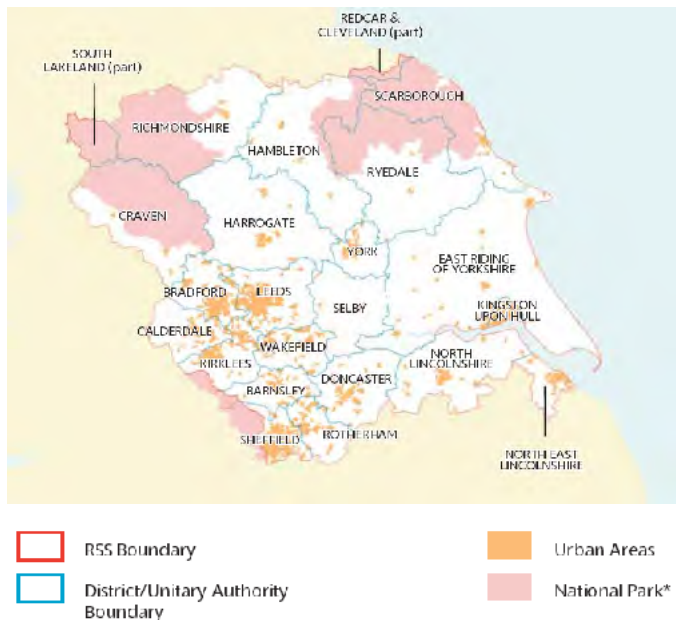 REDCAR &
CLEVELAND (part)
SOUTH
LAKELAND (part)
SCARBOROUGH
RICHMONDSHIRE
HAMBLETON
RYEDALE
CRAVEN
HARROGATE
YORK
EAST RIDING
OF YORKSHIRE
BRADFORD
LEEDS
SELBY
KINGSTON
UPON HULL
CALDERDALE
WAKEFIELD
NORTH
LINCOLNSHIRE
KIRKLEES
DONCASTER
BARNSLEY
SHEFFIELD
ROTHERHAM
NORTH EAST
LINCOLNSHIRE
RSS Boundary
Urban Areas
District/Unitary Authority
Boundary
National Park*